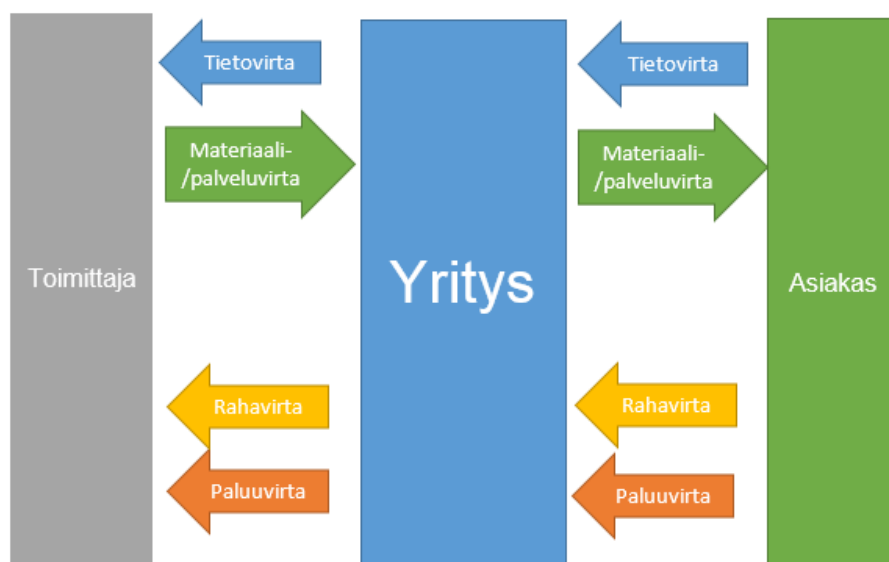 Tietovirta
Tietovirta
Materiaali-
/palveluvirta
Materiaali-
/palveluvirta
Toimittaja
Yritys
Asiakas
Rahavirta
Rahavirta
Paluuvirta
Paluuvirta